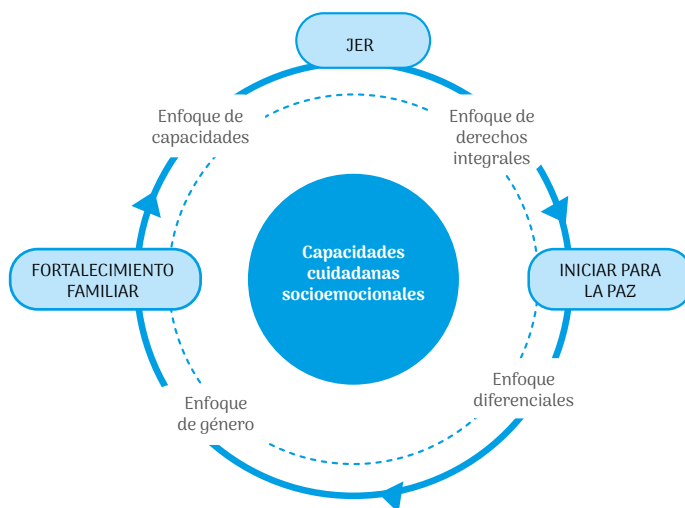 JER
Enfoque de
capacidades
Enfoque de
derechos
integrales
Capacidades
cuidadanas
socioemocionales
FORTALECIMIENTO
FAMILIAR
INICIAR PARA
LA PAZ
Enfoque
de género
Enfoque
diferenciales